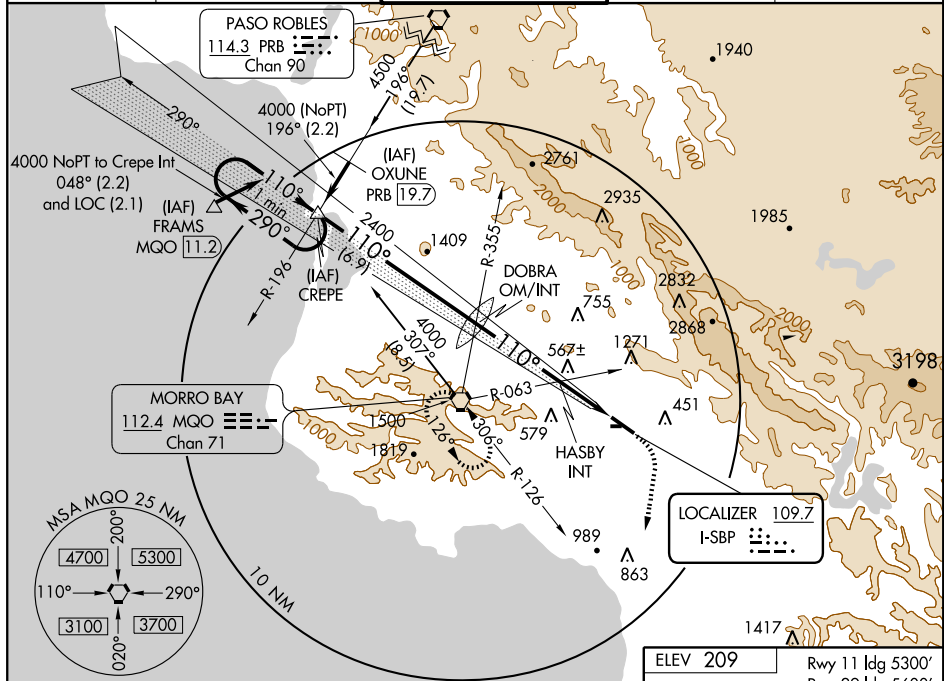 PASO ROBLES
114.3 PRB
Chan 90
1000
4500
196°
(19.7)
1940
4000 (NoPT)
196° (2.2)
290°
4000 NoPT to Crepe Int
048° (2.2)
and LOC (2.1)
(IAF)
OXUNE
PRB 19.7
2761
2000
1000
2935
1985
110°
1 min
290°
(IAF)
FRAMS
MQO 11.2
110°
2400
(6.9)
1409
R-355
(IAF)
CREPE
R-196
DOBRA
OM/INT
755
1000
2832
2868
2000
4000
307°
(8.5)
110°
567±
1271
3198
MORRO BAY
112.4 MQO
Chan 71
R-063
1500
1000
126°
306°
1819
579
451
HASBY
INT
R-126
LOCALIZER 109.7
I-SBP
989
863
MSA MQO 25 NM
200°
4700
5300
110°
290°
3100
3700
020°
10 NM
1417
ELEV 209
Rwy 11 ldg 5300'